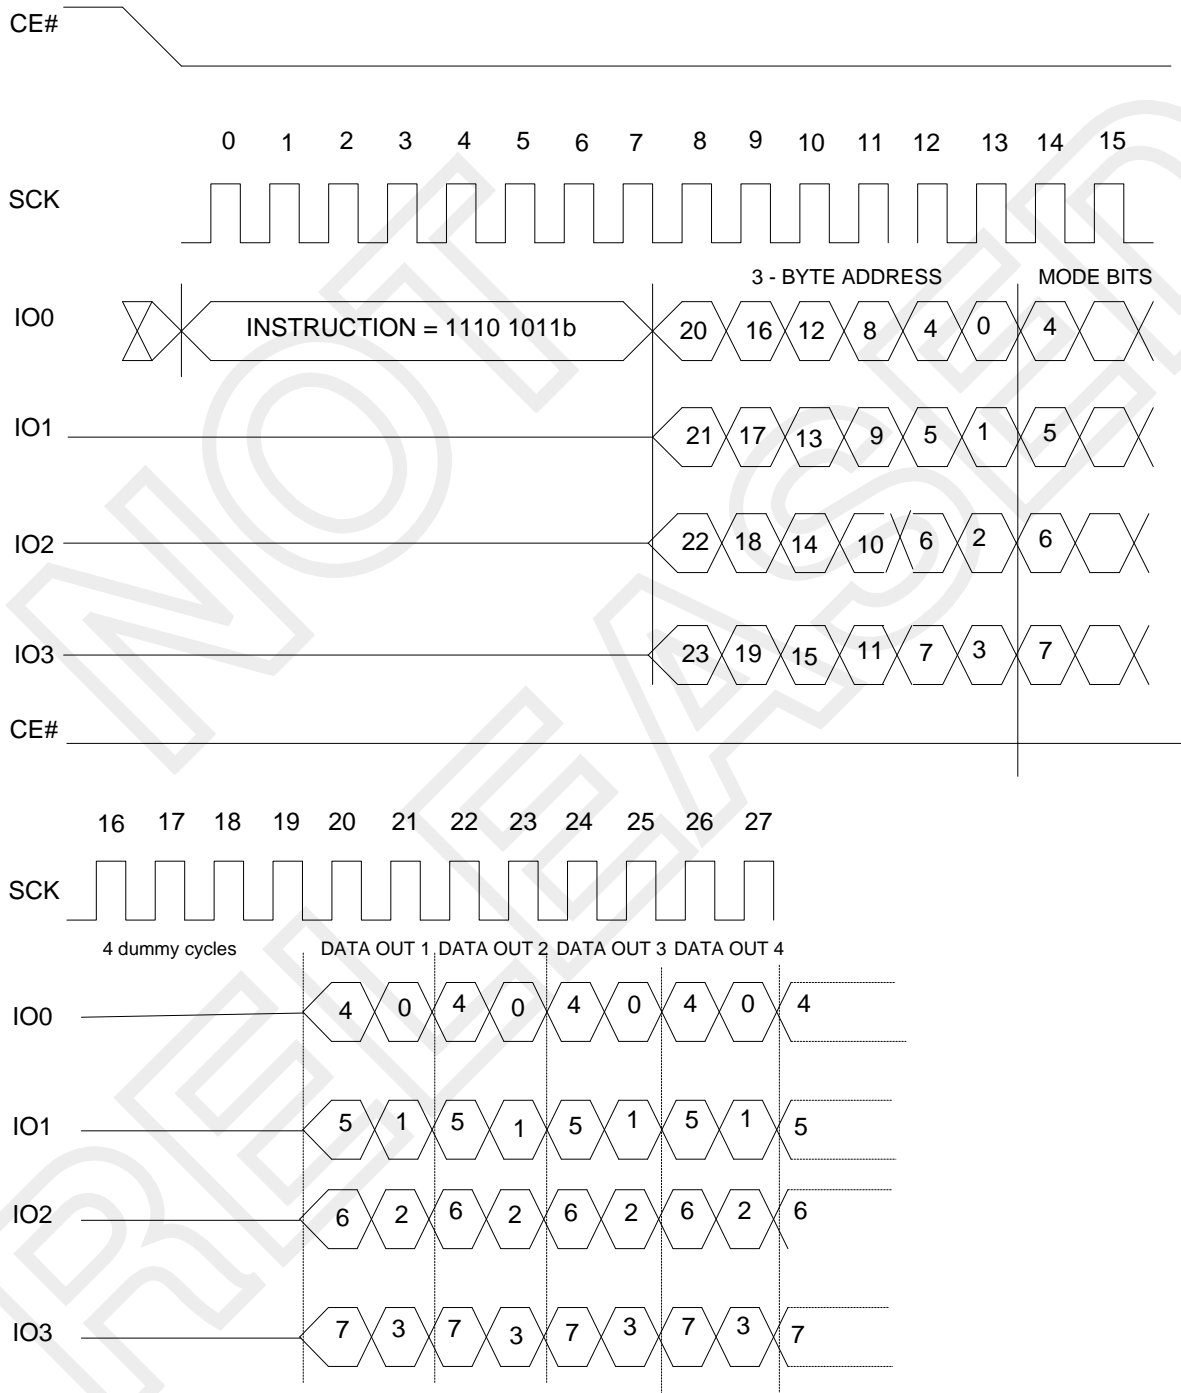 CE#
0 1 2 3 4 5 6 7 8 9 10 11 12 13 14 15
SCK
3 - BYTE ADDRESS MODE BITS
IO0 INSTRUCTION = 1110 1011b 20 16 12 8 4 0 4
IO1 21 17 13 9 5 1 5
IO2 22 18 14 10 6 2 6
IO3 23 19 15 11 7 3 7
CE#
16 17 18 19 20 21 22 23 24 25 26 27
SCK
4 dummy cycles DATA OUT 1 DATA OUT 2 DATA OUT 3 DATA OUT 4
IO0 4 0 4 0 4 0 4 0 4
IO1 5 1 5 1 5 1 5 1 5
IO2 6 2 6 2 6 2 6 2 6
IO3 7 3 7 3 7 3 7 3 7
NOT
RELEASED